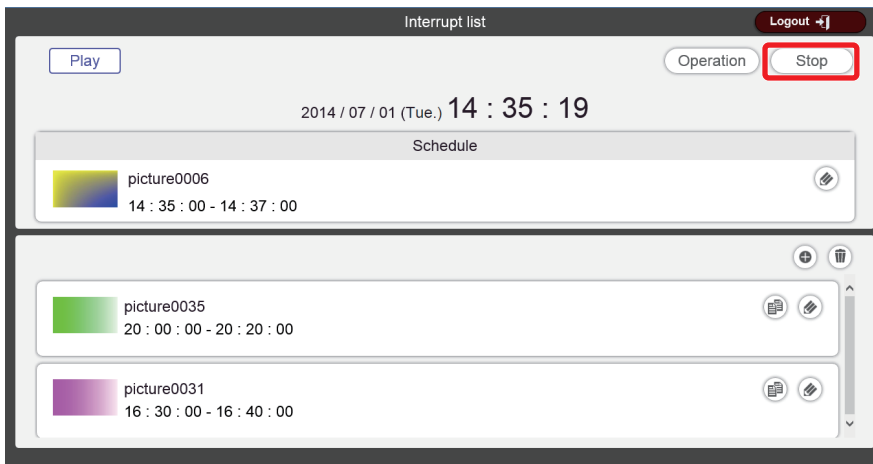 Interrupt list
Logout
Play
Operation
Stop
2014 / 07 / 01 (Tue.) 14 : 35 : 19
Schedule
picture0006
14 : 35 : 00 - 14 : 37 : 00
picture0035
20 : 00 : 00 - 20 : 20 : 00
picture0031
16 : 30 : 00 - 16 : 40 : 00